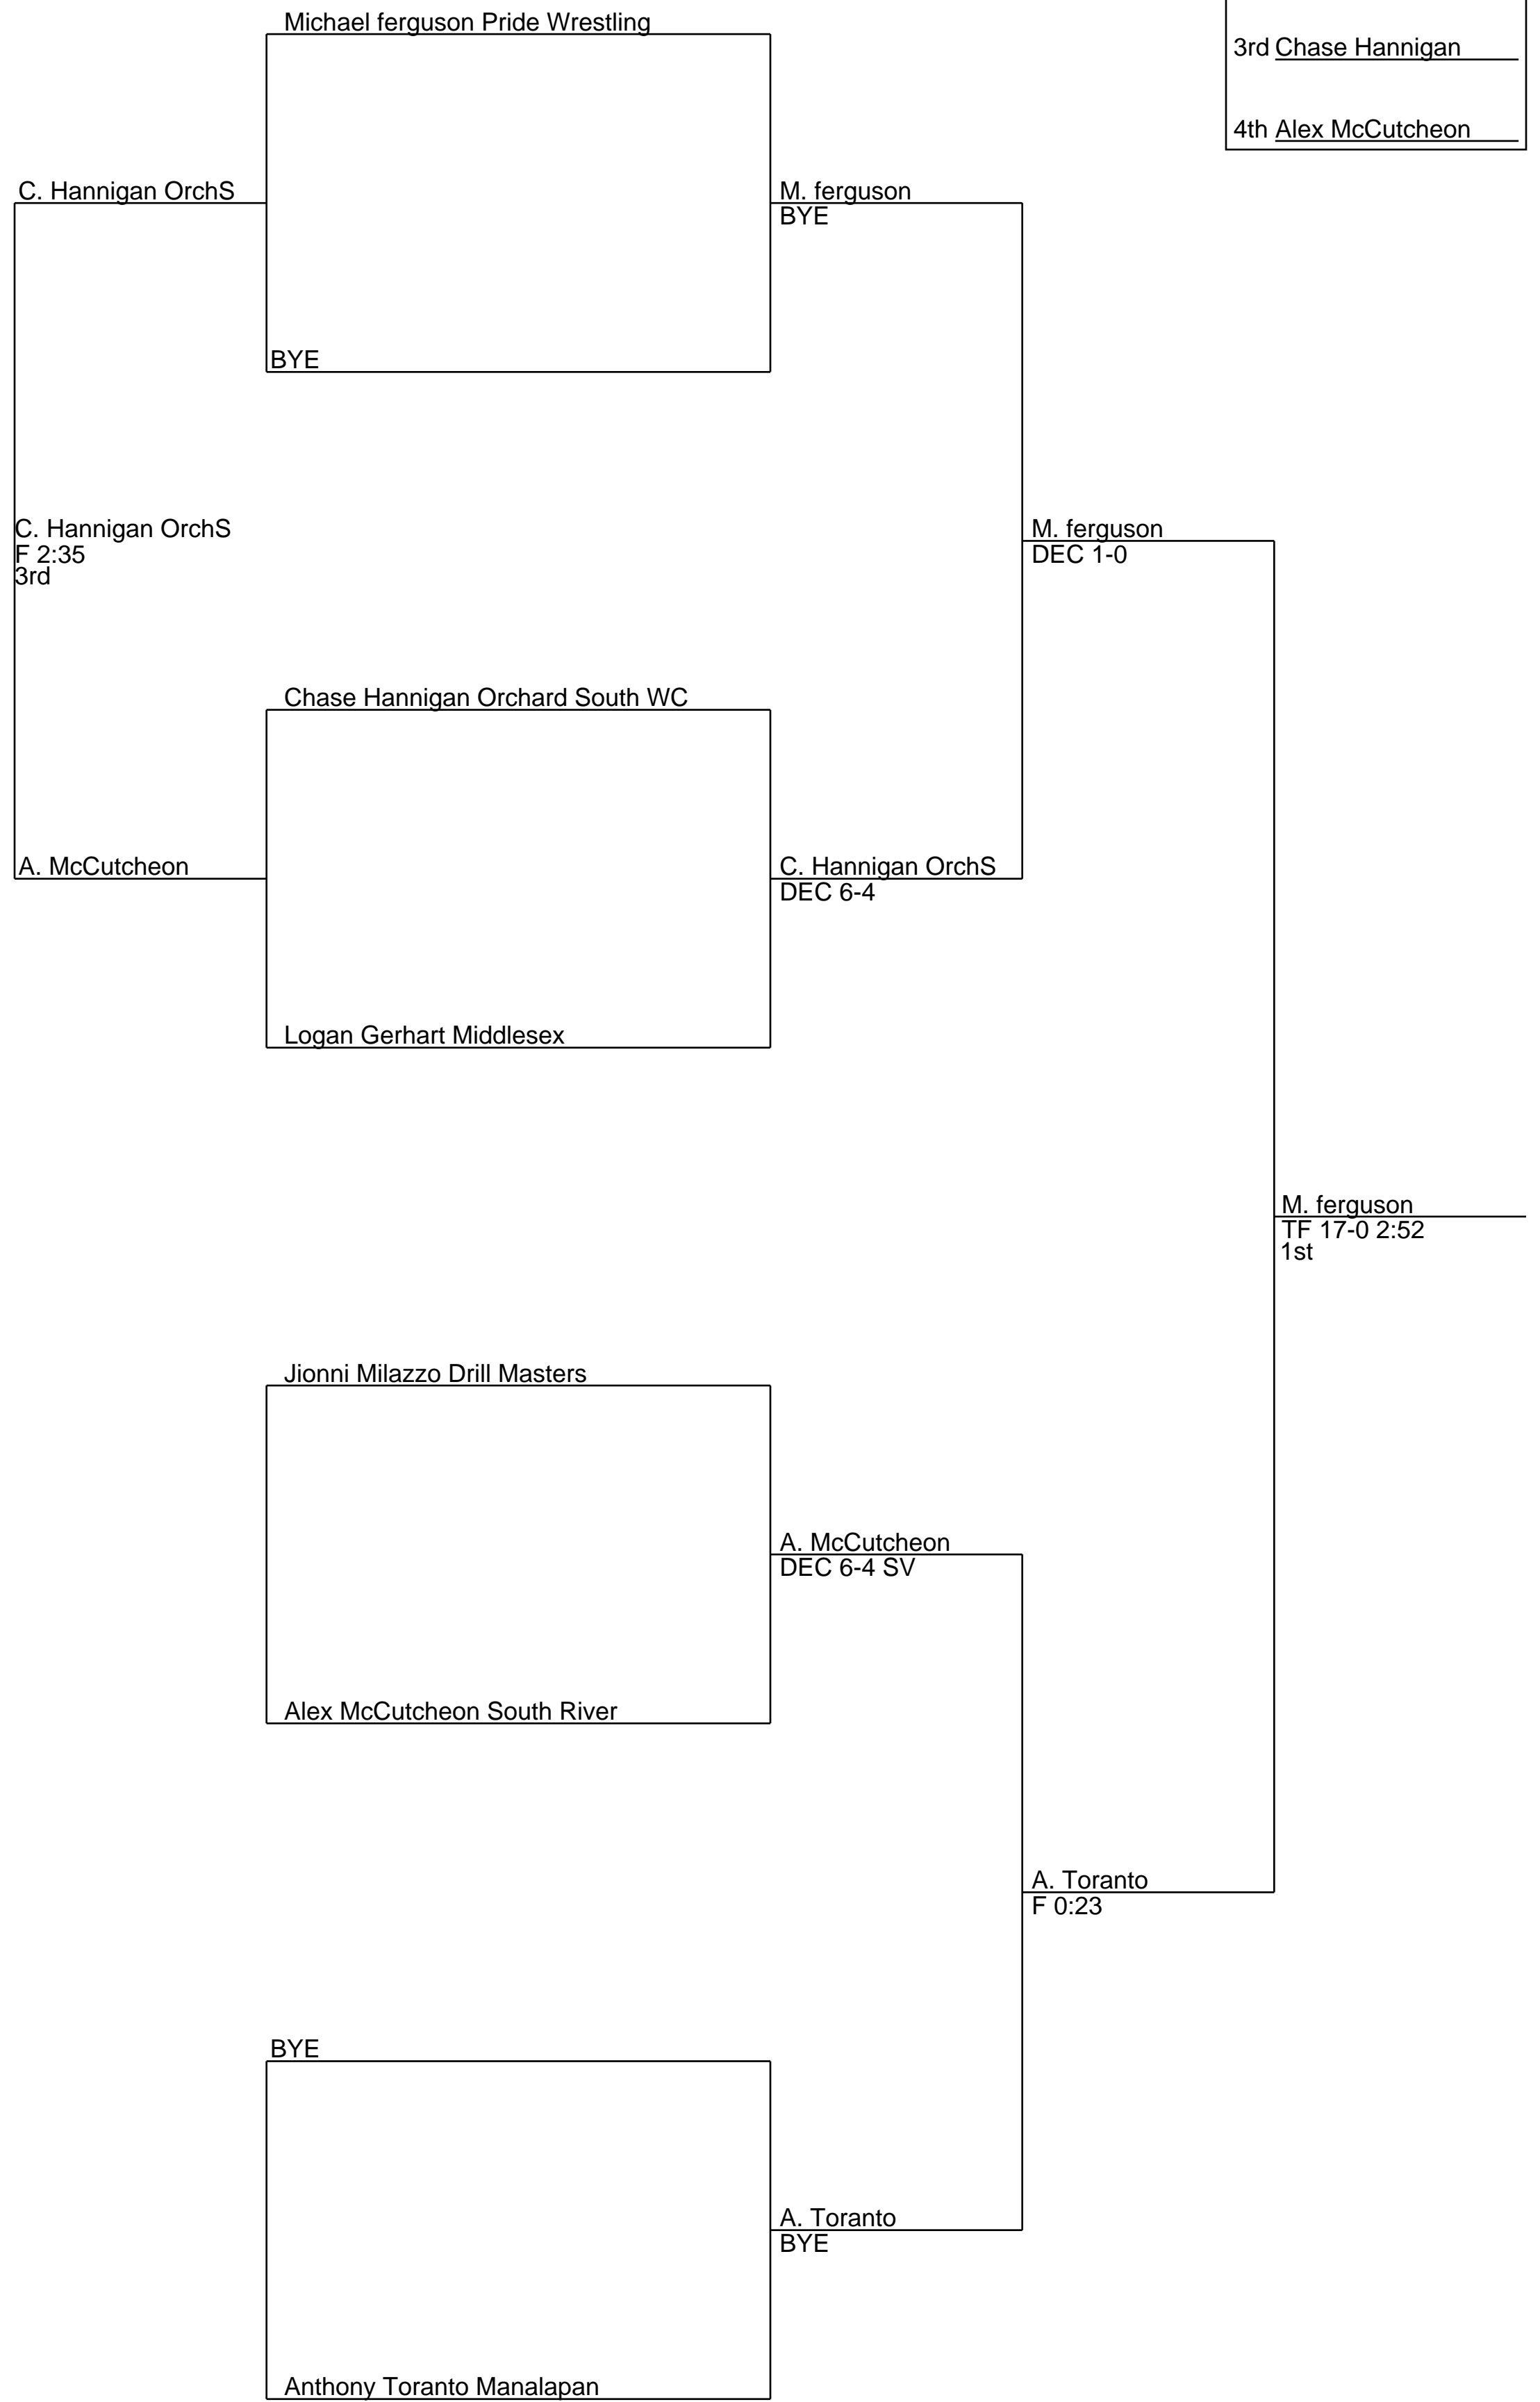 Michael ferguson Pride Wrestling
3rd Chase Hannigan
4th Alex McCutcheon
C. Hannigan OrchS
M. ferguson
BYE
BYE
C. Hannigan OrchS
F 2:35
3rd
M. ferguson
DEC 1-0
Chase Hannigan Orchard South WC
A. McCutcheon
C. Hannigan OrchS
DEC 6-4
Logan Gerhart Middlesex
M. ferguson
TF 17-0 2:52
1st
Jionni Milazzo Drill Masters
A. McCutcheon
DEC 6-4 SV
Alex McCutcheon South River
A. Toranto
F 0:23
BYE
A. Toranto
BYE
Anthony Toranto Manalapan